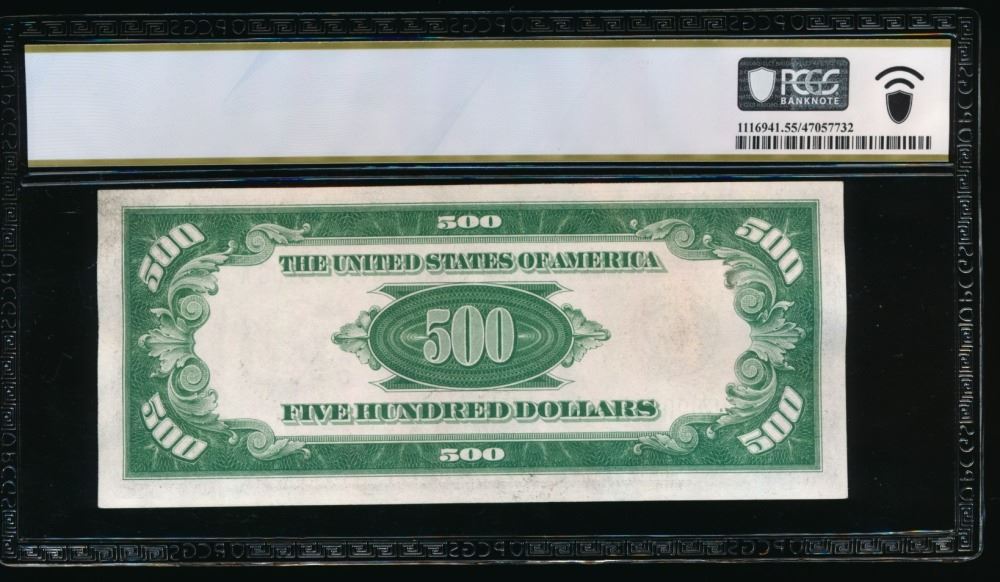 PCGS
BANKNOTE
1116941.55/47057732
500
500 500
THE UNITED STATES OF AMERICA
500
FIVE HUNDRED DOLLARS
500 500
500